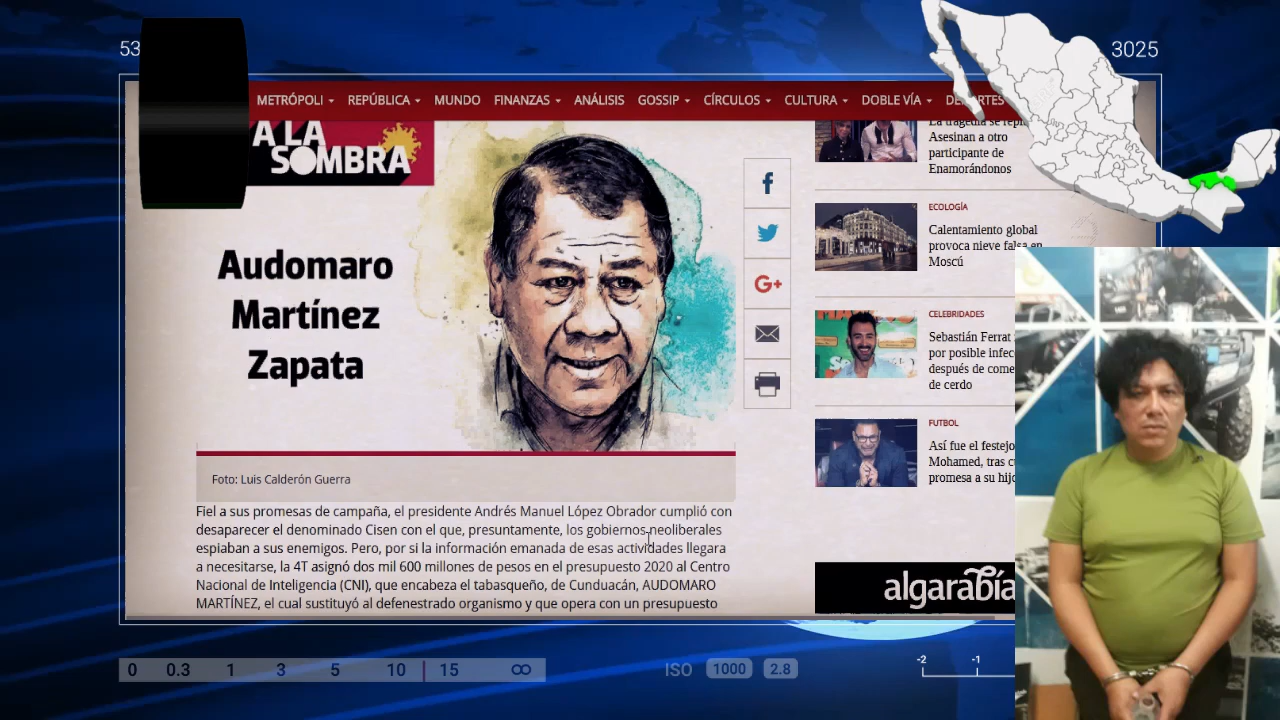 53
3025
METRÓPOLI
REPÚBLICA
MUNDO
FINANZAS
ANÁLISIS
GOSSIP
CÍRCULOS
CULTURA
DOBLE VÍA
A LA
SOMBRA
Audomaro
Martínez
Zapata
Foto: Luis Calderón Guerra
Fiel a sus promesas de campaña, el presidente Andrés Manuel López Obrador cumplió con
desaparecer el denominado Cisen con el que, presuntamente, los gobiernos neoliberales
espiaban a sus enemigos. Pero, por si la información emanada de esas actividades llegara
a necesitarse, la 4T asignó dos mil 600 millones de pesos en el presupuesto 2020 al Centro
Nacional de Inteligencia (CNI), que encabeza el tabasqueño, de Cunduacán, AUDOMARO
MARTÍNEZ, el cual sustituyó al defenestrado organismo y que opera con un presupuesto
G+
La tragedia se
Asesinan a otro
participante de
Enamorándonos
ECOLOGÍA
Calentamiento global
provoca nieve falsa en
Moscú
CELEBRIDADES
Sebastián Ferrat
por posible
después de
de cerdo
FUTBOL
Así fue el festejo
Mohamed, tras
promesa a su
algarabía
0 0.3 1 3 5 10 15 ∞
ISO 1000 2.8
-2 -1